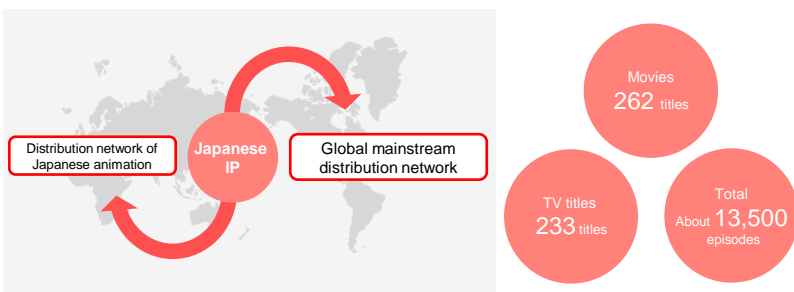 Distribution network of
Japanese animation
Japanese
IP
Global mainstream
distribution network
Movies
262 titles
TV titles
233 titles
Total
About 13,500
episodes